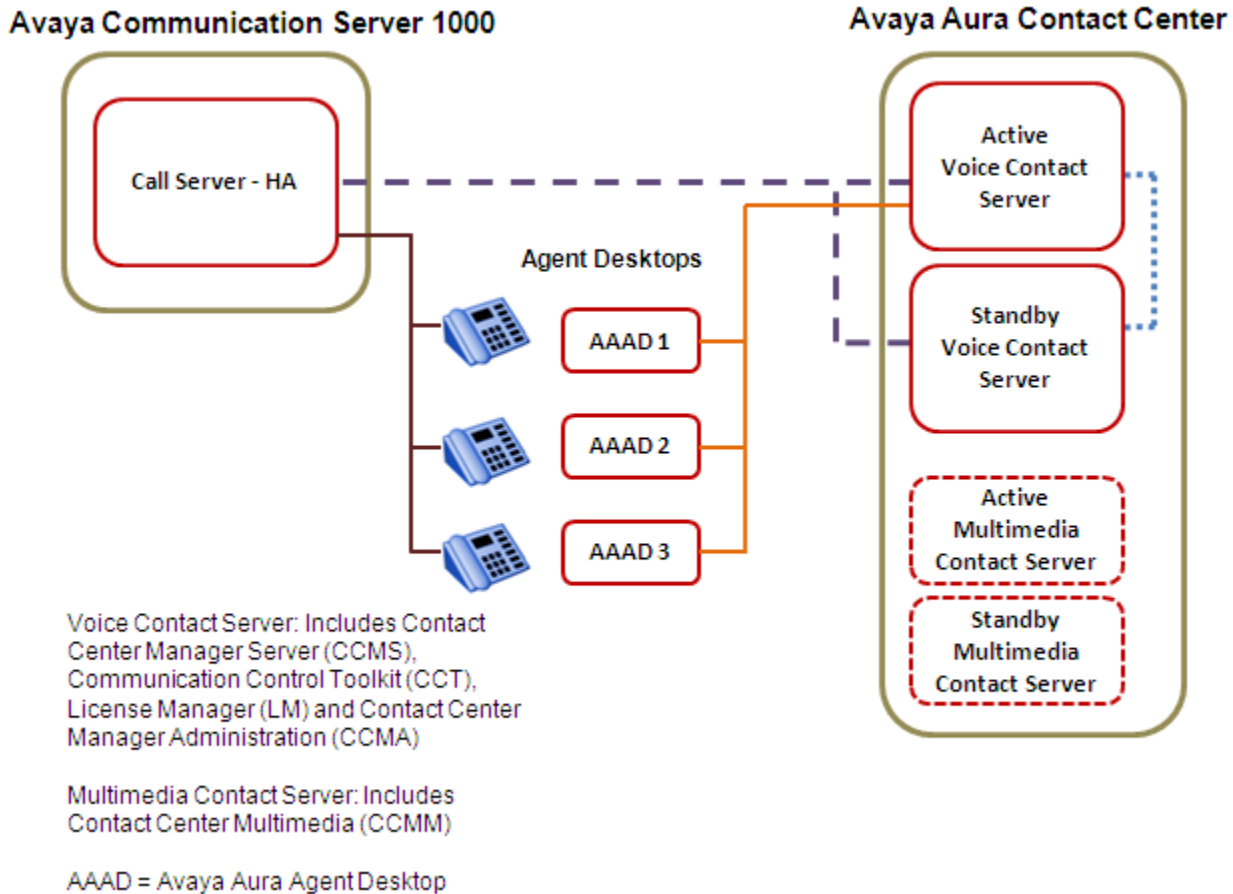 Avaya Communication Server 1000
Avaya Aura Contact Center
Call Server - HA
Active
Voice Contact
Server
Standby
Voice Contact
Server
Active
Multimedia
Contact Server
Standby
Multimedia
Contact Server
Agent Desktops
AAAD 1
AAAD 2
AAAD 3
Voice Contact Server: Includes Contact
Center Manager Server (CCMS),
Communication Control Toolkit (CCT),
License Manager (LM) and Contact Center
Manager Administration (CCMA)
Multimedia Contact Server: Includes
Contact Center Multimedia (CCMM)
AAAD = Avaya Aura Agent Desktop